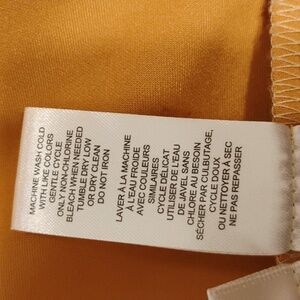 MACHINE WASH COLD
WITH LIKE COLORS
GENTLE CYCLE
ONLY NON-CHLORINE
BLEACH WHEN NEEDED
TUMBLE DRY LOW
OR DRY CLEAN
DO NOT IRON
LAVER À LA MACHINE
À L'EAU FROIDE
AVEC COULEURS
SIMILAIRES
CYCLE DÉLICAT
UTILISER DE L'EAU
DE JAVEL SANS
CHLORE AU BESOIN
SÉCHER PAR CULBUTAGE,
CYCLE DOUX,
OU NETTOYER À SEC
NE PAS REPASSER